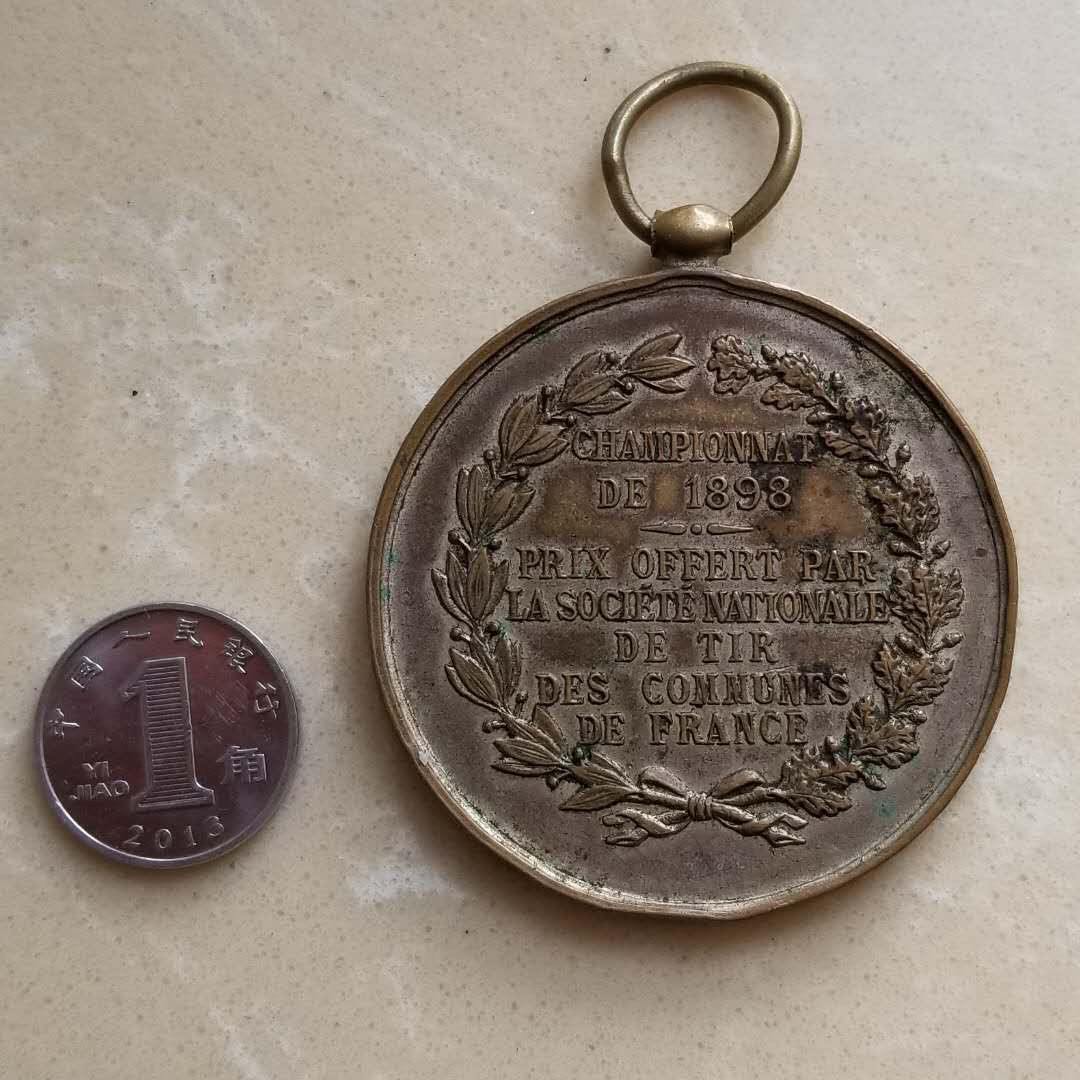 中国人民银行
1
角
YI
JIAO
2013
CHAMPIONNAT
DE 1898
PRIX OFFERT PAR
LA SOCIÉTÉ NATIONALE
DE TIR
DES COMMUNES
DE FRANCE